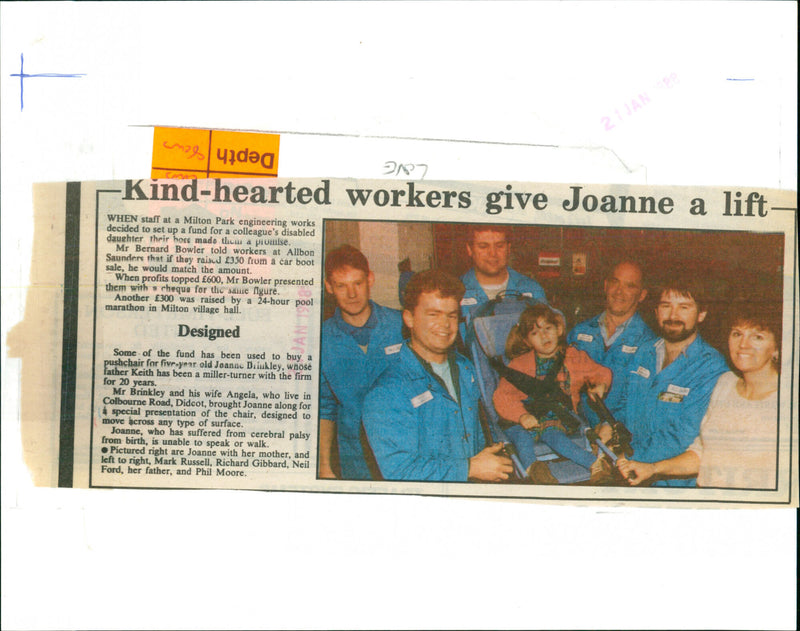 21 JAN 1988
Depth
8cms
LOVE
Kind-hearted workers give Joanne a lift
WHEN staff at a Milton Park engineering works
decided to set up a fund for a colleague's disabled
daughter their boss made them a promise.
Mr Bernard Bowler told workers at Allbon
Saunders that if they raised £350 from a car boot
sale, he would match the amount.
When profits topped £600, Mr Bowler presented
them with a cheque for the same figure.
Another £300 was raised by a 24-hour pool
marathon in Milton village hall.
Designed
Some of the fund has been used to buy a
pushchair for five-year old Joanne Brinkley, whose
father Keith has been a miller-turner with the firm
for 20 years.
Mr Brinkley and his wife Angela, who live in
Colbourne Road, Didcot, brought Joanne along for
a special presentation of the chair, designed to
move across any type of surface.
Joanne, who has suffered from cerebral palsy
from birth, is unable to speak or walk.
● Pictured right are Joanne with her mother, and
left to right, Mark Russell, Richard Gibbard, Neil
Ford, her father, and Phil Moore.
JAN 1988